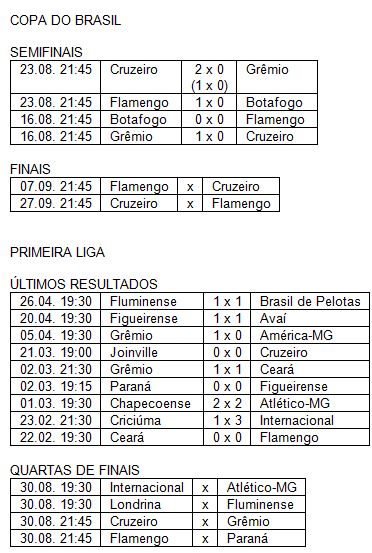 COPA DO BRASIL
SEMIFINAIS
23.08. 21:45 Cruzeiro 2 x 0 Grêmio
(1 x 0)
23.08. 21:45 Flamengo 1 x 0 Botafogo
16.08. 21:45 Botafogo 0 x 0 Flamengo
16.08. 21:45 Grêmio 1 x 0 Cruzeiro
FINAIS
07.09. 21:45 Flamengo x Cruzeiro
27.09. 21:45 Cruzeiro x Flamengo
PRIMEIRA LIGA
ÚLTIMOS RESULTADOS
26.04. 19:30 Fluminense 1 x 1 Brasil de Pelotas
20.04. 19:30 Figueirense 1 x 1 Avaí
05.04. 19:30 Grêmio 1 x 0 América-MG
21.03. 19:00 Joinville 0 x 0 Cruzeiro
02.03. 21:30 Grêmio 1 x 1 Ceará
02.03. 19:15 Paraná 0 x 0 Figueirense
01.03. 19:30 Chapecoense 2 x 2 Atlético-MG
23.02. 21:30 Criciúma 1 x 3 Internacional
22.02. 19:30 Ceará 0 x 0 Flamengo
QUARTAS DE FINAIS
30.08. 19:30 Internacional x Atlético-MG
30.08. 19:30 Londrina x Fluminense
30.08. 21:45 Cruzeiro x Grêmio
30.08. 21:45 Flamengo x Paraná